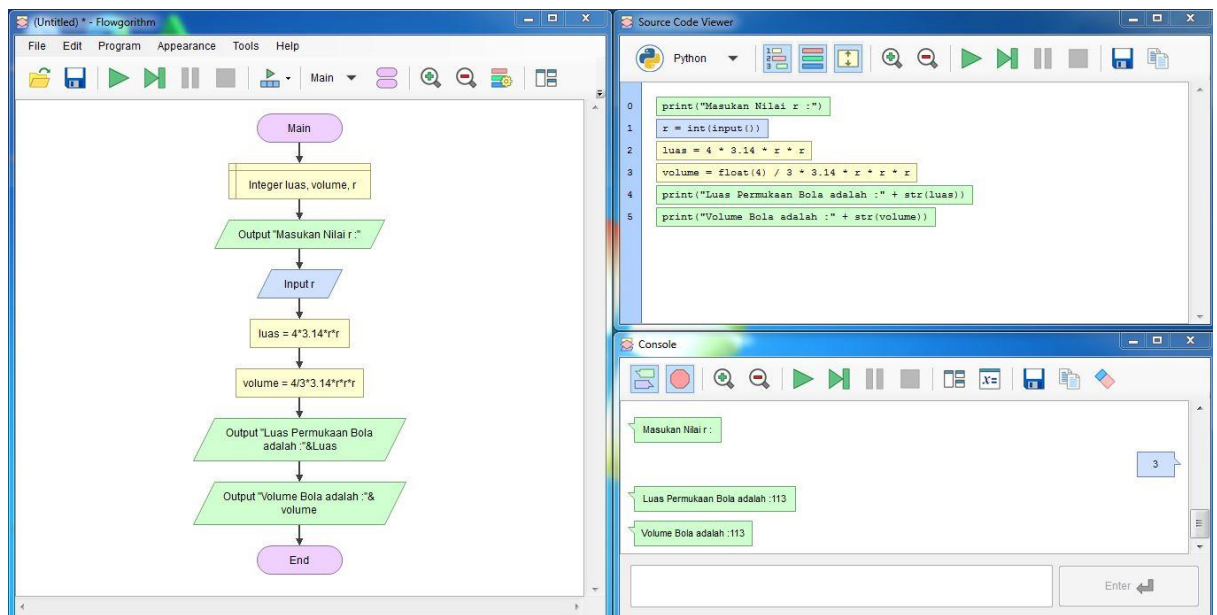 (Untitled) * - Flowgorithm
File Edit Program Appearance Tools Help
Main
Main
Integer luas, volume, r
Output "Masukan Nilai r :"
Input r
luas = 4*3.14*r*r
volume = 4/3*3.14*r*r*r
Output "Luas Permukaan Bola
adalah :"&Luas
Output "Volume Bola adalah :"&
volume
End
Source Code Viewer
Python
0 print("Masukan Nilai r :")
1 r = int(input())
2 luas = 4 * 3.14 * r * r
3 volume = float(4) / 3 * 3.14 * r * r * r
4 print("Luas Permukaan Bola adalah :" + str(luas))
5 print("Volume Bola adalah :" + str(volume))
Console
Masukan Nilai r :
3
Luas Permukaan Bola adalah :113
Volume Bola adalah :113
Enter